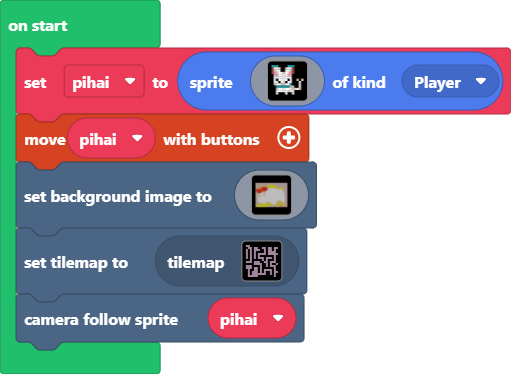 on start
set pihai to sprite of kind Player
move pihai with buttons
set background image to
set tilemap to tilemap
camera follow sprite pihai